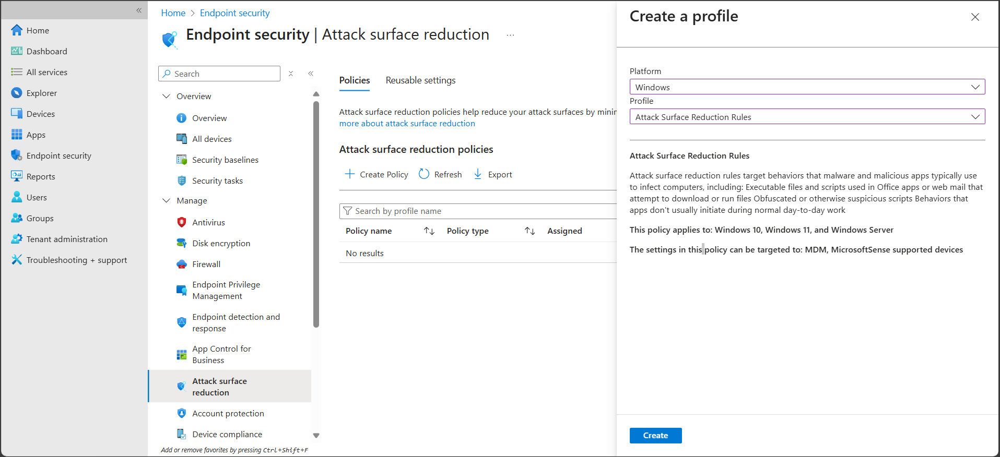 Home
Dashboard
All services
Explorer
Devices
Apps
Endpoint security
Reports
Users
Groups
Tenant administration
Troubleshooting + support
Home > Endpoint security
Endpoint security | Attack surface reduction ...
Search
Overview
Overview
All devices
Security baselines
Security tasks
Manage
Antivirus
Disk encryption
Firewall
Endpoint Privilege
Management
Endpoint detection and
response
App Control for
Business
Attack surface
reduction
Account protection
Device compliance
Add or remove favorites by pressing Ctrl+Shift+F
Policies Reusable settings
Attack surface reduction policies help reduce your attack surfaces by minim
more about attack surface reduction
Attack surface reduction policies
Create Policy Refresh Export
Search by profile name
Policy name Policy type Assigned
No results
Create a profile
Platform
Windows
Profile
Attack Surface Reduction Rules
Attack Surface Reduction Rules
Attack surface reduction rules target behaviors that malware and malicious apps typically use
to infect computers, including: Executable files and scripts used in Office apps or web mail that
attempt to download or run files Obfuscated or otherwise suspicious scripts Behaviors that
apps don't usually initiate during normal day-to-day work
This policy applies to: Windows 10, Windows 11, and Windows Server
The settings in this policy can be targeted to: MDM, MicrosoftSense supported devices
Create